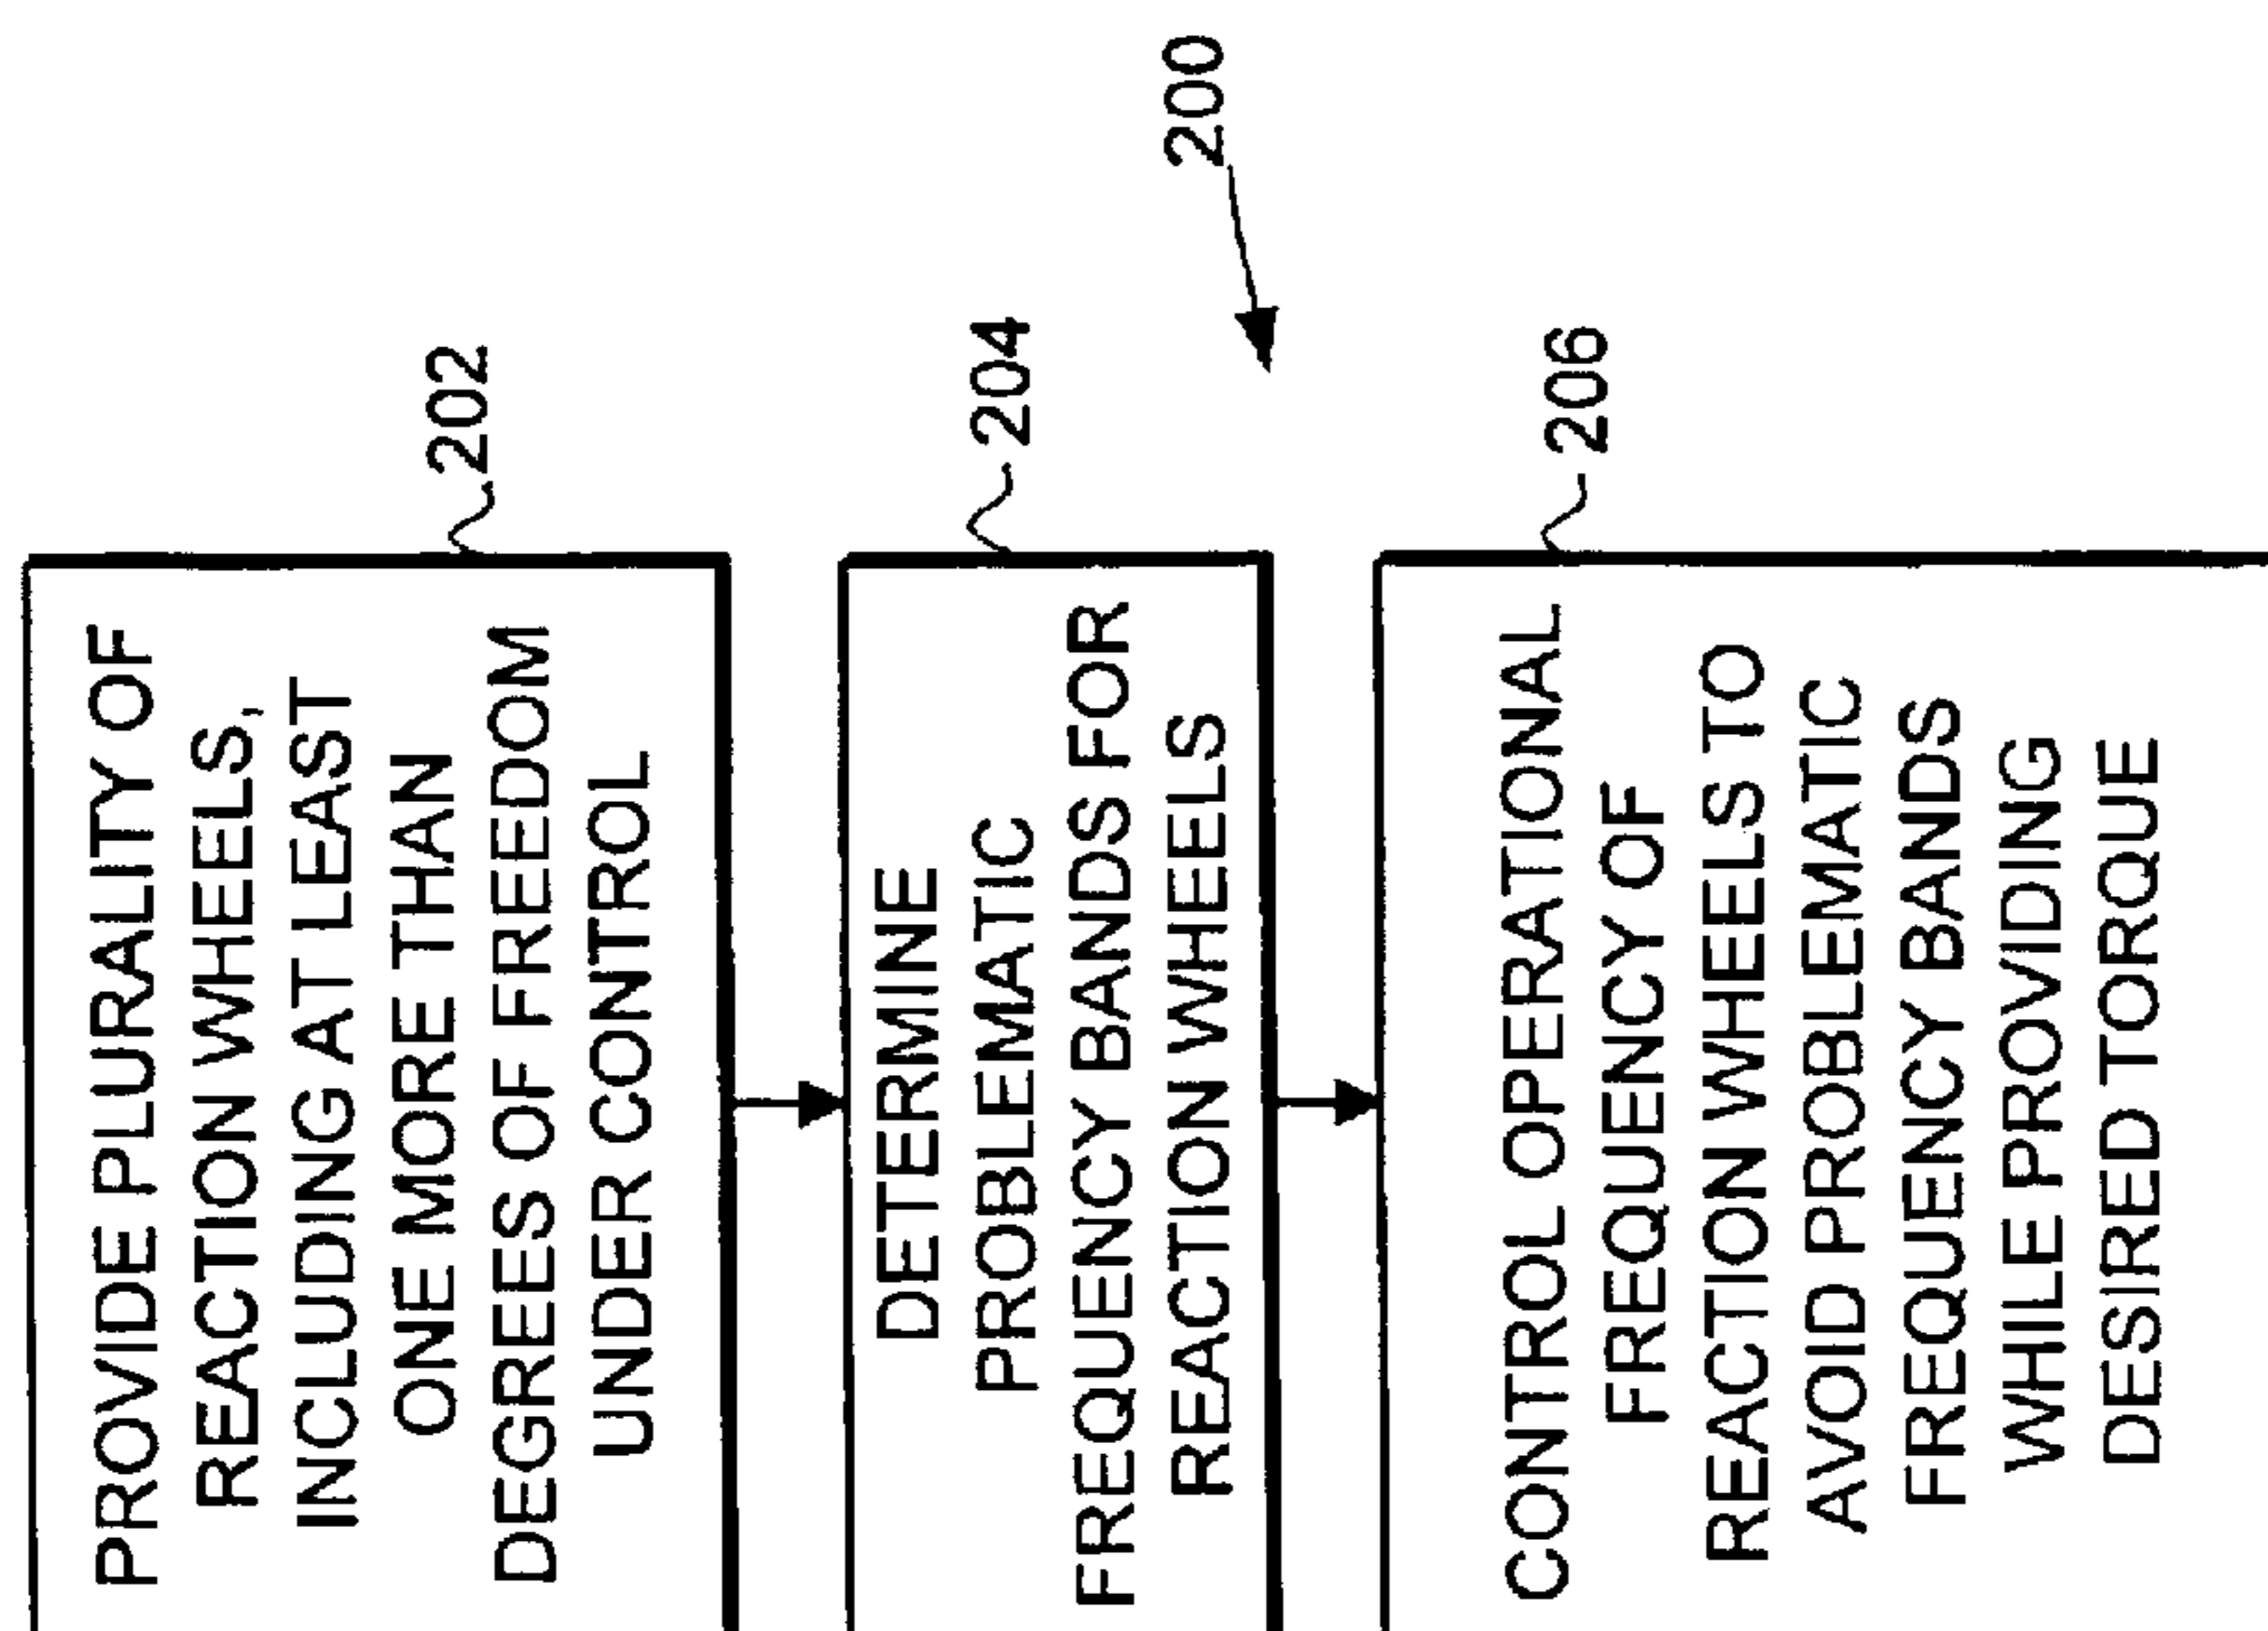 PROVIDE PLURALITY OF
REACTION WHEELS,
INCLUDING AT LEAST
ONE MORE THAN
DEGREES OF FREEDOM
UNDER CONTROL
202
DETERMINE
PROBLEMATIC
FREQUENCY BANDS FOR
REACTION WHEELS
204
200
CONTROL OPERATIONAL
FREQUENCY OF
REACTION WHEELS TO
AVOID PROBLEMATIC
FREQUENCY BANDS
WHILE PROVIDING
DESIRED TORQUE
206